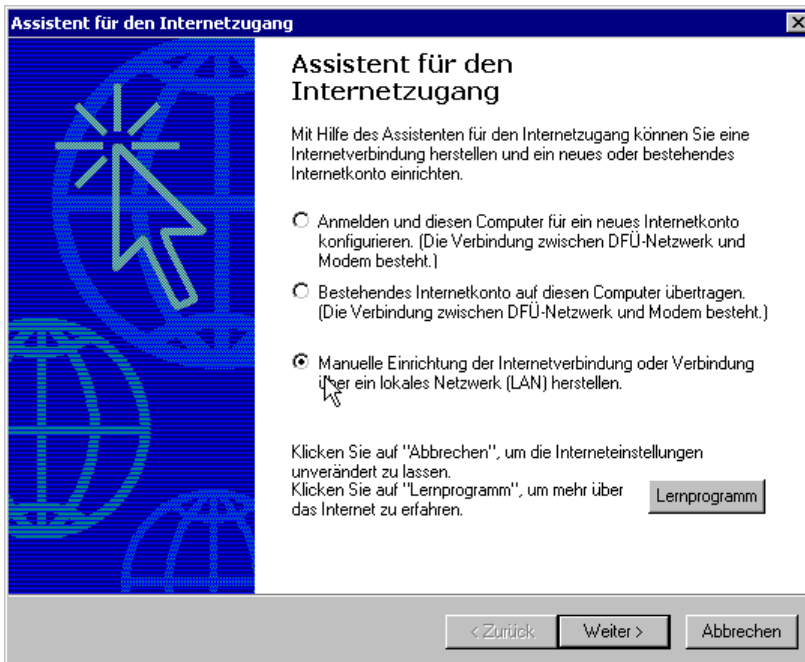 Assistent für den Internetzugang
Assistent für den
Internetzugang
Mit Hilfe des Assistenten für den Internetzugang können Sie eine
Internetverbindung herstellen und ein neues oder bestehendes
Internetkonto einrichten.
Anmelden und diesen Computer für ein neues Internetkonto
konfigurieren. (Die Verbindung zwischen DFÜ-Netzwerk und
Modem besteht.)
Bestehendes Internetkonto auf diesen Computer übertragen.
(Die Verbindung zwischen DFÜ-Netzwerk und Modem besteht.)
Manuelle Einrichtung der Internetverbindung oder Verbindung
über ein lokales Netzwerk (LAN) herstellen.
Klicken Sie auf "Abbrechen", um die Interneteinstellungen
unverändert zu lassen.
Klicken Sie auf "Lernprogramm", um mehr über
das Internet zu erfahren.
Lernprogramm
< Zurück
Weiter >
Abbrechen